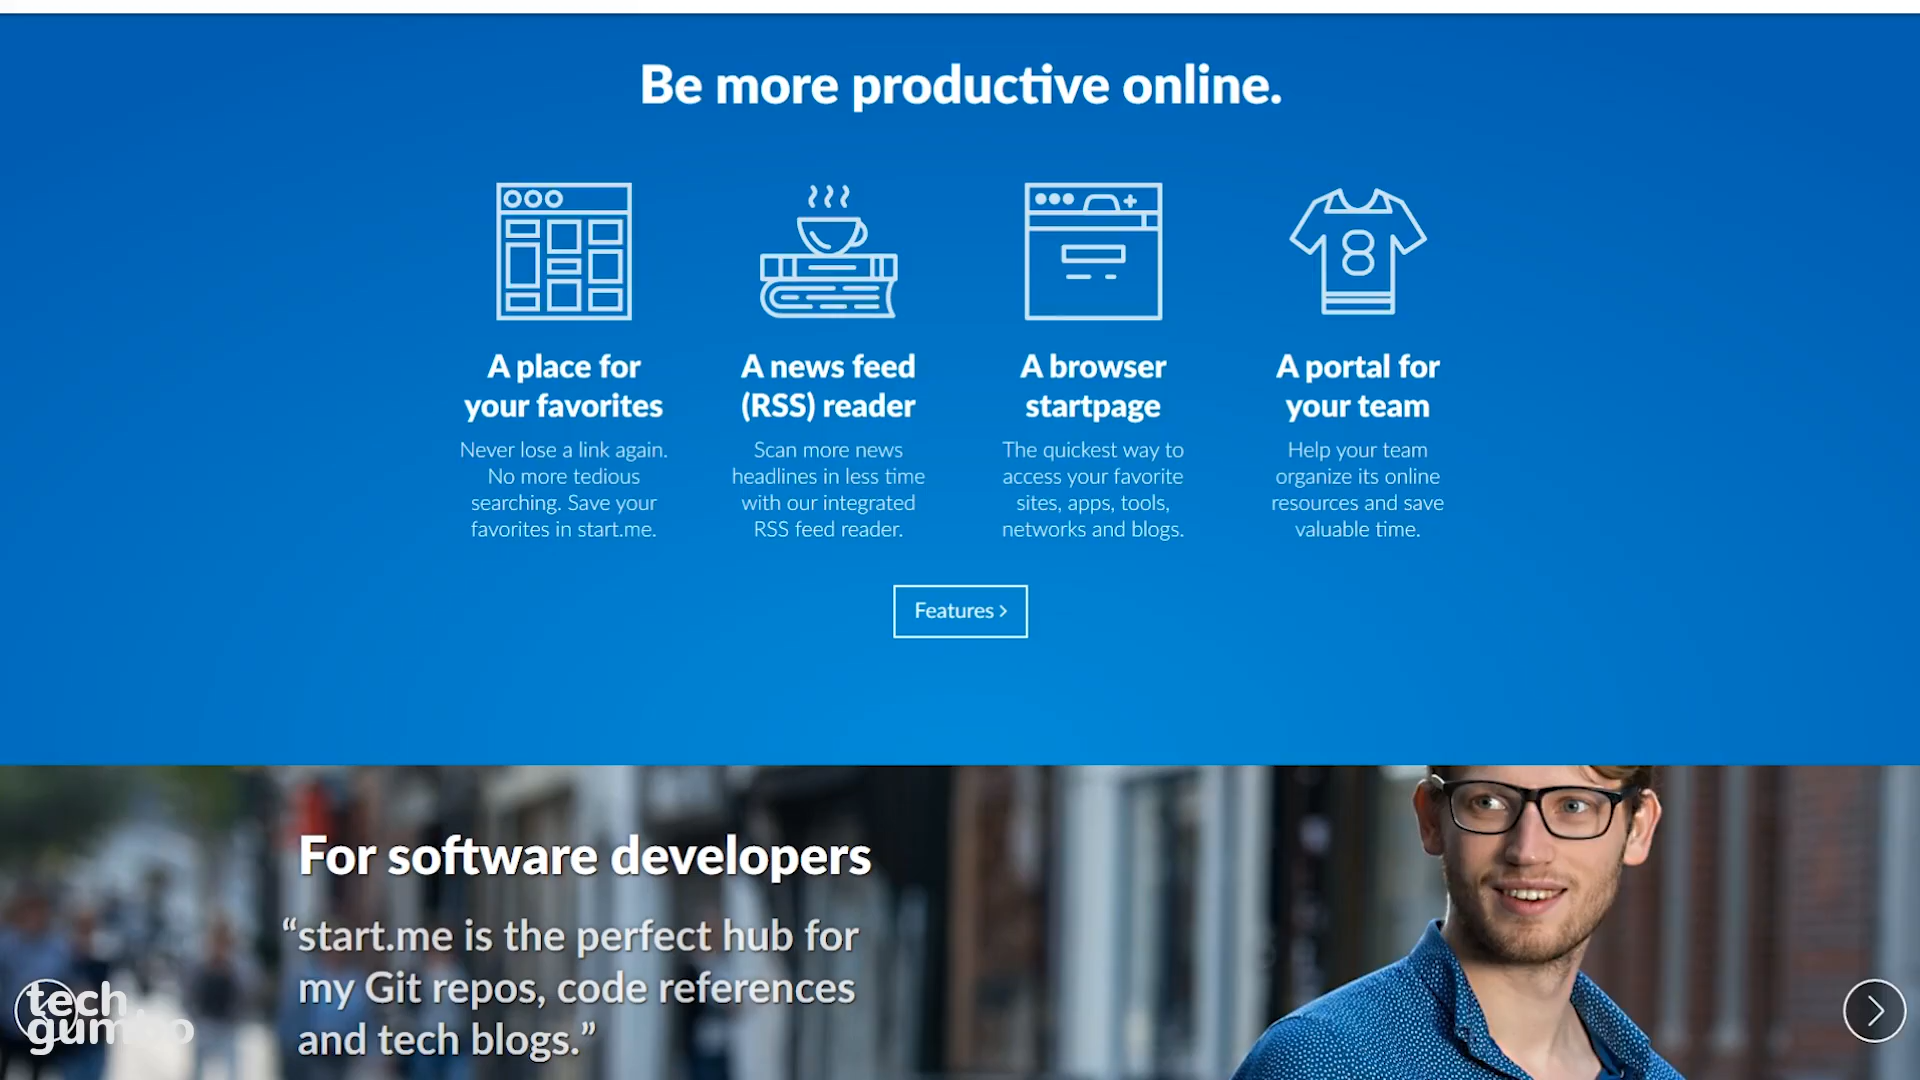 Be more productive online.
8
A place for
your favorites
Never lose a link again.
No more tedious
searching. Save your
favorites in start.me.
A news feed
(RSS) reader
Scan more news
headlines in less time
with our integrated
RSS feed reader.
A browser
startpage
The quickest way to
access your favorite
sites, apps, tools,
networks and blogs.
A portal for
your team
Help your team
organize its online
resources and save
valuable time.
Features >
For software developers
“start.me is the perfect hub for
my Git repos, code references
and tech blogs.”
tech
gumbo